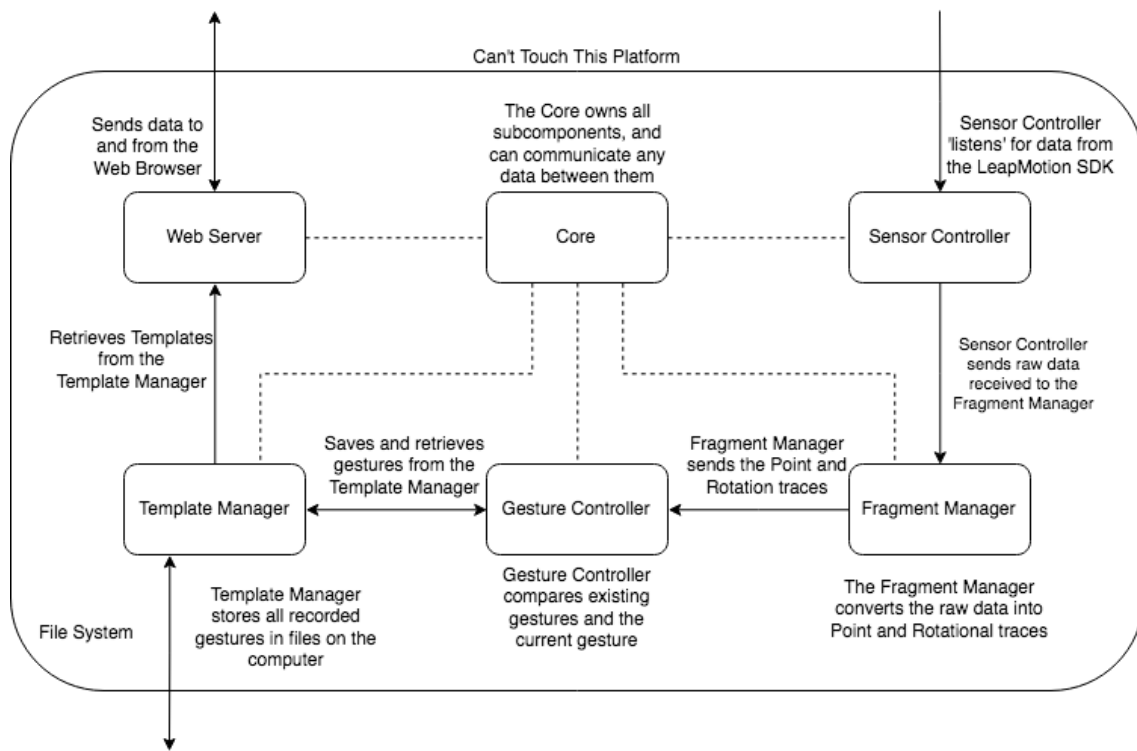 Can't Touch This Platform
Sends data to
and from the
Web Browser
The Core owns all
subcomponents, and
can communicate any
data between them
Sensor Controller
'listens' for data from
the LeapMotion SDK
Web Server
Core
Sensor Controller
Retrieves Templates
from the
Template Manager
Sensor Controller
sends raw data
received to the
Fragment Manager
Saves and retrieves
gestures from the
Template Manager
Fragment Manager
sends the Point and
Rotation traces
Template Manager
Gesture Controller
Fragment Manager
File System
Template Manager
stores all recorded
gestures in files on the
computer
Gesture Controller
compares existing
gestures and the
current gesture
The Fragment Manager
converts the raw data into
Point and Rotational traces